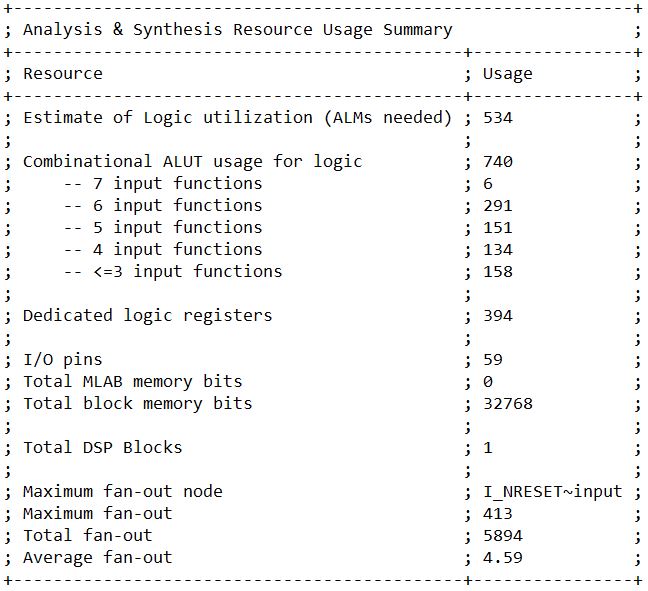 +----------------------------------------------+-----------------+
; Analysis & Synthesis Resource Usage Summary                    ;
+----------------------------------------------+-----------------+
; Resource                                     ; Usage           ;
+----------------------------------------------+-----------------+
; Estimate of Logic utilization (ALMs needed)  ; 534             ;
;                                              ;                 ;
; Combinational ALUT usage for logic           ; 740             ;
;     -- 7 input functions                     ; 6               ;
;     -- 6 input functions                     ; 291             ;
;     -- 5 input functions                     ; 151             ;
;     -- 4 input functions                     ; 134             ;
;     -- <=3 input functions                   ; 158             ;
;                                              ;                 ;
; Dedicated logic registers                    ; 394             ;
;                                              ;                 ;
; I/O pins                                     ; 59              ;
; Total MLAB memory bits                       ; 0               ;
; Total block memory bits                      ; 32768           ;
;                                              ;                 ;
; Total DSP Blocks                             ; 1               ;
;                                              ;                 ;
; Maximum fan-out node                         ; I_NRESET~input  ;
; Maximum fan-out                              ; 413             ;
; Total fan-out                                ; 5894            ;
; Average fan-out                              ; 4.59            ;
+----------------------------------------------+-----------------+